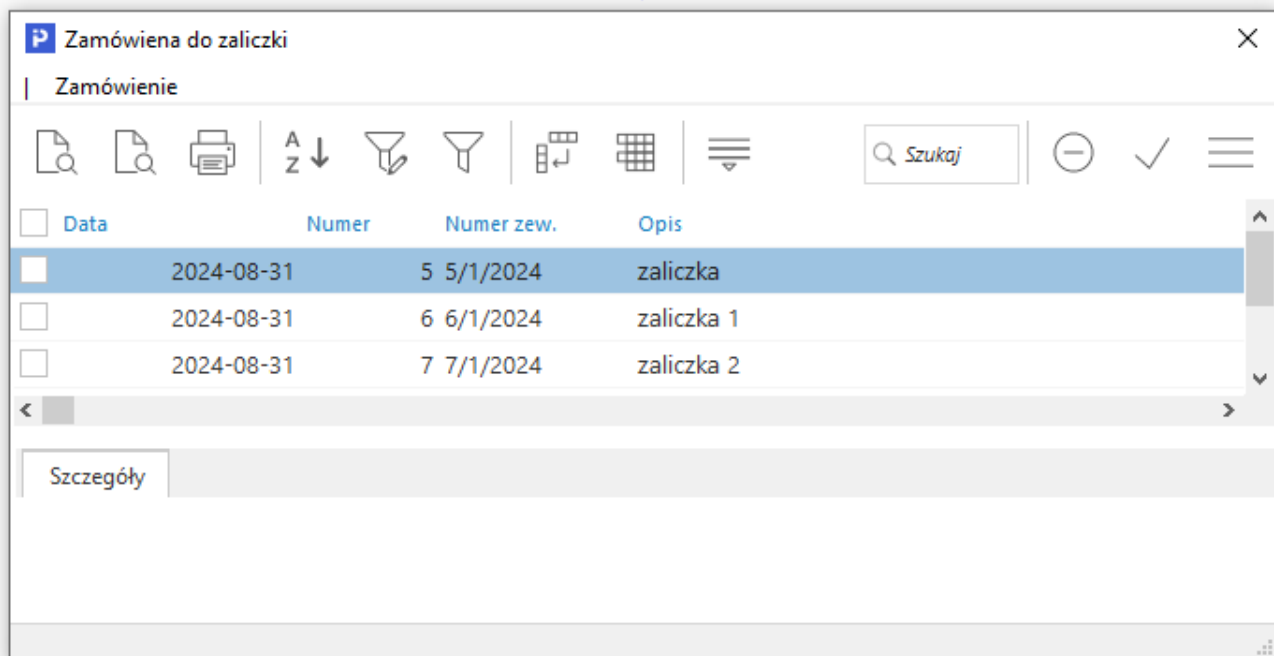 Zamówiena do zaliczki
| Zamówienie
A Z Szukaj
Data Numer Numer zew. Opis
2024-08-31 5 5/1/2024 zaliczka
2024-08-31 6 6/1/2024 zaliczka 1
2024-08-31 7 7/1/2024 zaliczka 2
Szczegóły